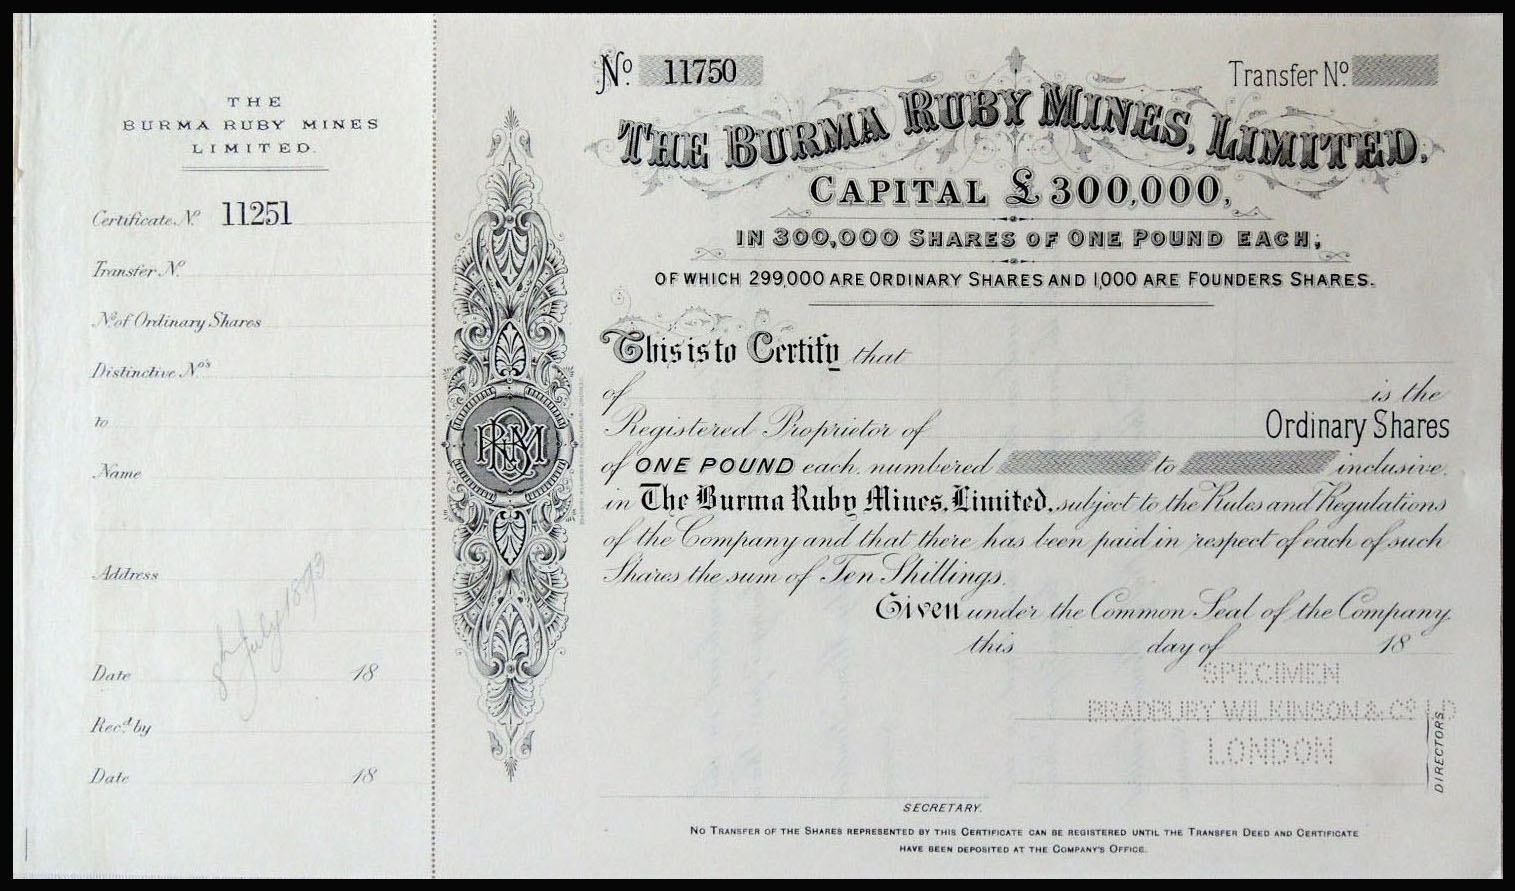 THE
BURMA RUBY MINES
LIMITED.
Certificate No. 11251
Transfer No.
No. of Ordinary Shares
Distinctive Nos.
to
Name
Address
8th July 1893
Date 18
Recd. by
Date 18
No. 11750
Transfer No.
THE BURMA RUBY MINES, LIMITED.
CAPITAL £300,000,
IN 300,000 SHARES OF ONE POUND EACH;
OF WHICH 299,000 ARE ORDINARY SHARES AND 1,000 ARE FOUNDERS SHARES.
This is to Certify that
of is the
Registered Proprietor of Ordinary Shares
of ONE POUND each, numbered to inclusive,
in The Burma Ruby Mines, Limited, subject to the Rules and Regulations
of the Company and that there has been paid in respect of each of such
Shares the sum of Ten Shillings.
Given under the Common Seal of the Company,
this day of 18
SPECIMEN
BRADBURY WILKINSON & Co LD
LONDON
DIRECTORS.
SECRETARY.
NO TRANSFER OF THE SHARES REPRESENTED BY THIS CERTIFICATE CAN BE REGISTERED UNTIL THE TRANSFER DEED AND CERTIFICATE
HAVE BEEN DEPOSITED AT THE COMPANY'S OFFICE.